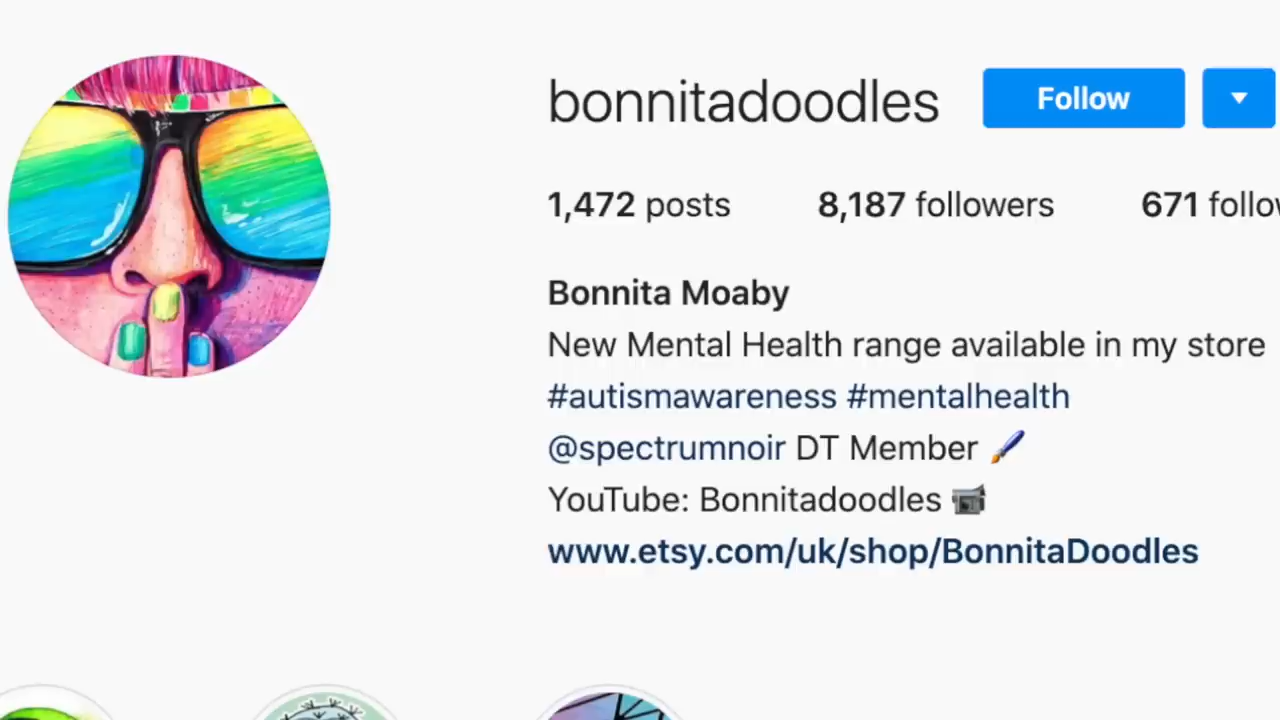 bonnitadoodles Follow
1,472 posts 8,187 followers 671
Bonnita Moaby
New Mental Health range available in my store
#autismawareness #mentalhealth
@spectrumnoir DT Member
YouTube: Bonnitadoodles
www.etsy.com/uk/shop/BonnitaDoodles